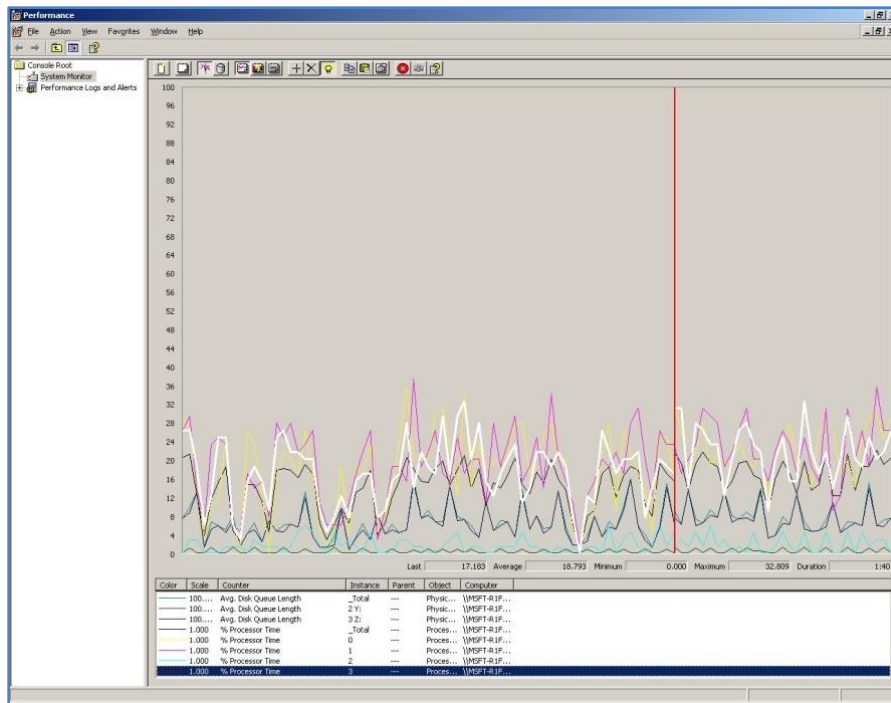 Performance
File Action View Favorites Window Help
Console Root
System Monitor
Performance Logs and Alerts
100
96
92
88
84
80
76
72
68
64
60
56
52
48
44
40
36
32
28
24
20
16
12
8
4
0
Last 17.183 Average 18.793 Minimum 0.000 Maximum 32.809 Duration 1:40
Color Scale Counter Instance Parent Object Computer
100.... Avg. Disk Queue Length _Total --- Physic... \\MSFT-R1F...
100.... Avg. Disk Queue Length 2 Y: --- Physic... \\MSFT-R1F...
100.... Avg. Disk Queue Length 3 Z: --- Physic... \\MSFT-R1F...
1.000 % Processor Time _Total --- Proces... \\MSFT-R1F...
1.000 % Processor Time 0 --- Proces... \\MSFT-R1F...
1.000 % Processor Time 1 --- Proces... \\MSFT-R1F...
1.000 % Processor Time 2 --- Proces... \\MSFT-R1F...
1.000 % Processor Time 3 --- Proces... \\MSFT-R1F...